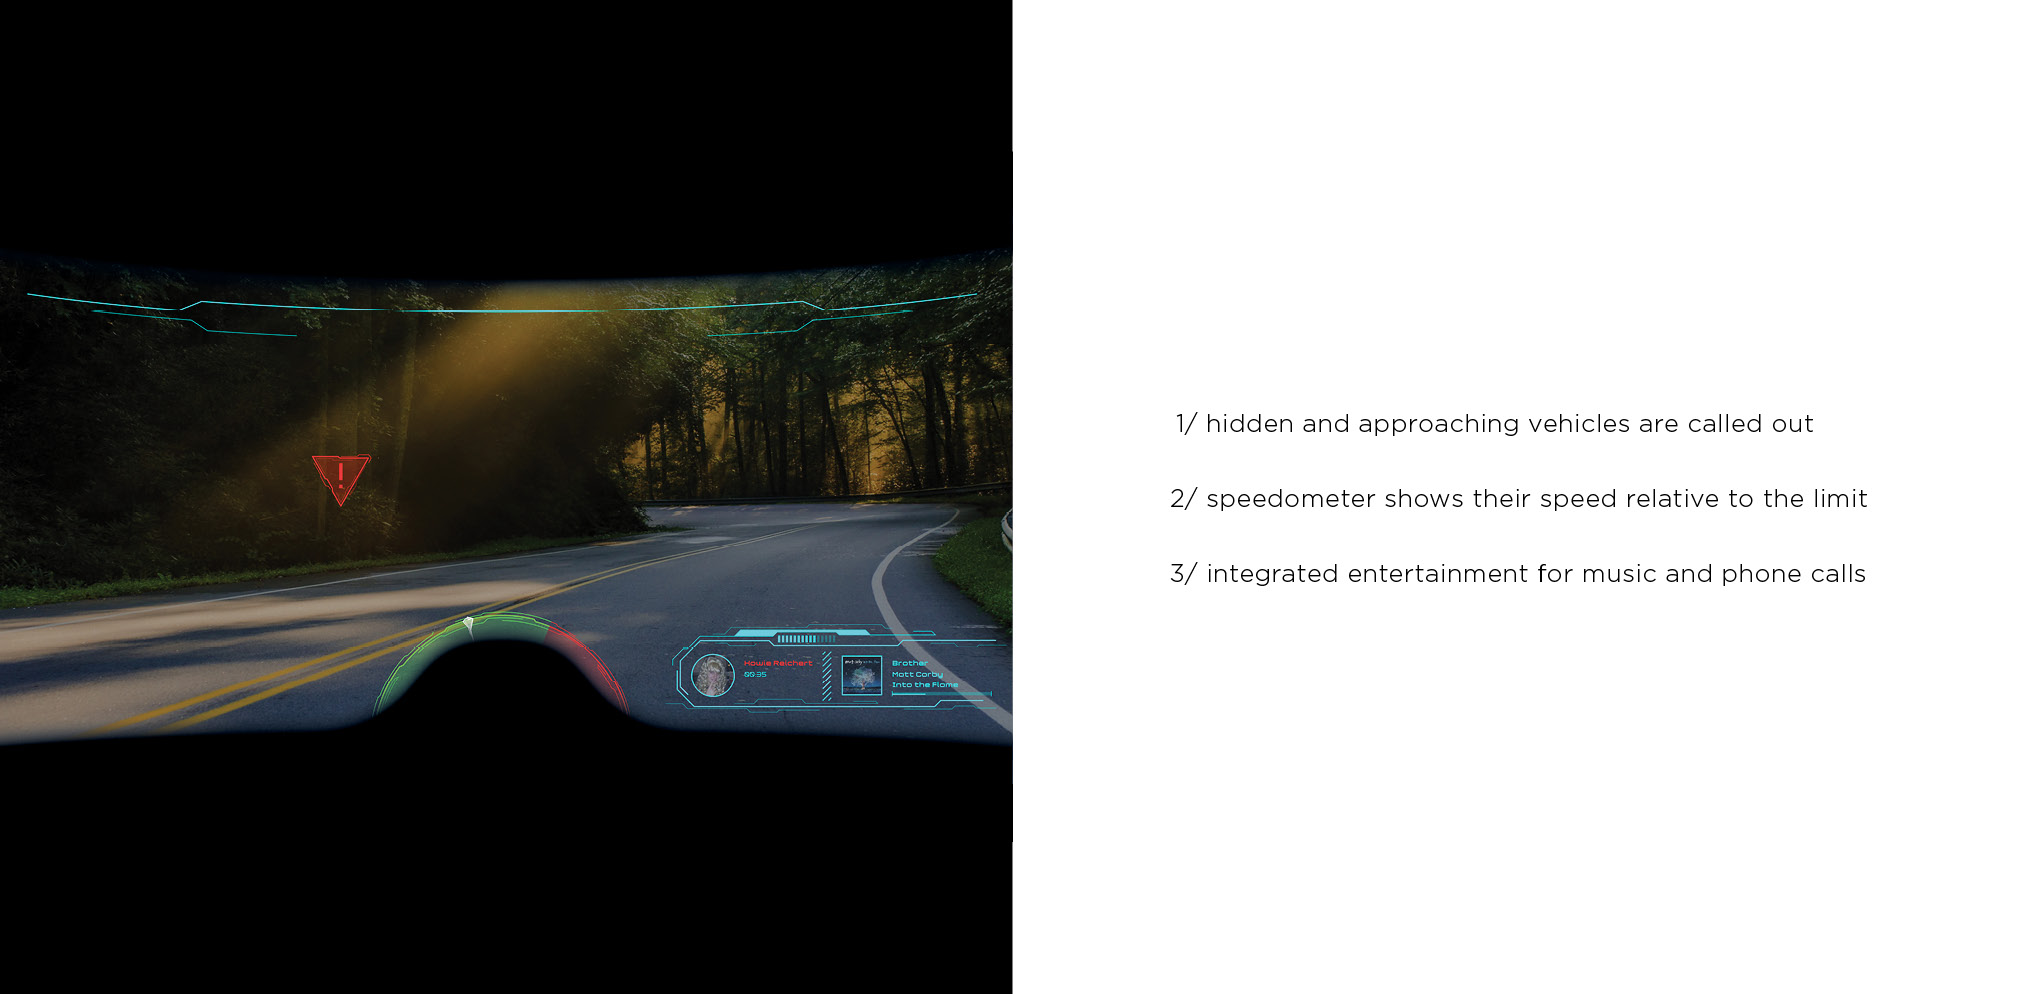 !
Howie Reichert
00:35
Brother
Matt Corby
Into the Flame
1/ hidden and approaching vehicles are called out
2/ speedometer shows their speed relative to the limit
3/ integrated entertainment for music and phone calls